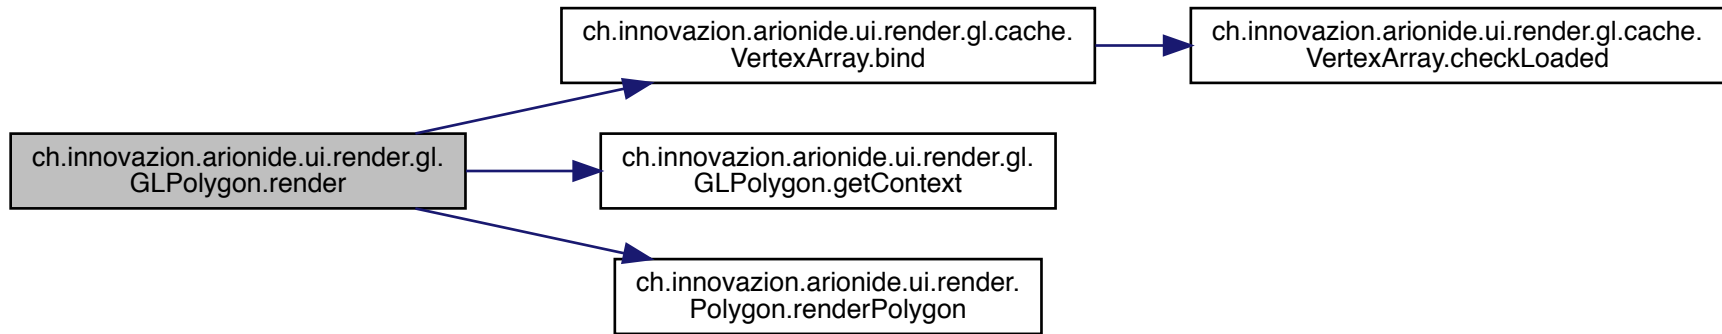 ch.innovazion.arionide.ui.render.gl.cache.
VertexArray.bind
ch.innovazion.arionide.ui.render.gl.cache.
VertexArray.checkLoaded
ch.innovazion.arionide.ui.render.gl.
GLPolygon.render
ch.innovazion.arionide.ui.render.gl.
GLPolygon.getContext
ch.innovazion.arionide.ui.render.
Polygon.renderPolygon